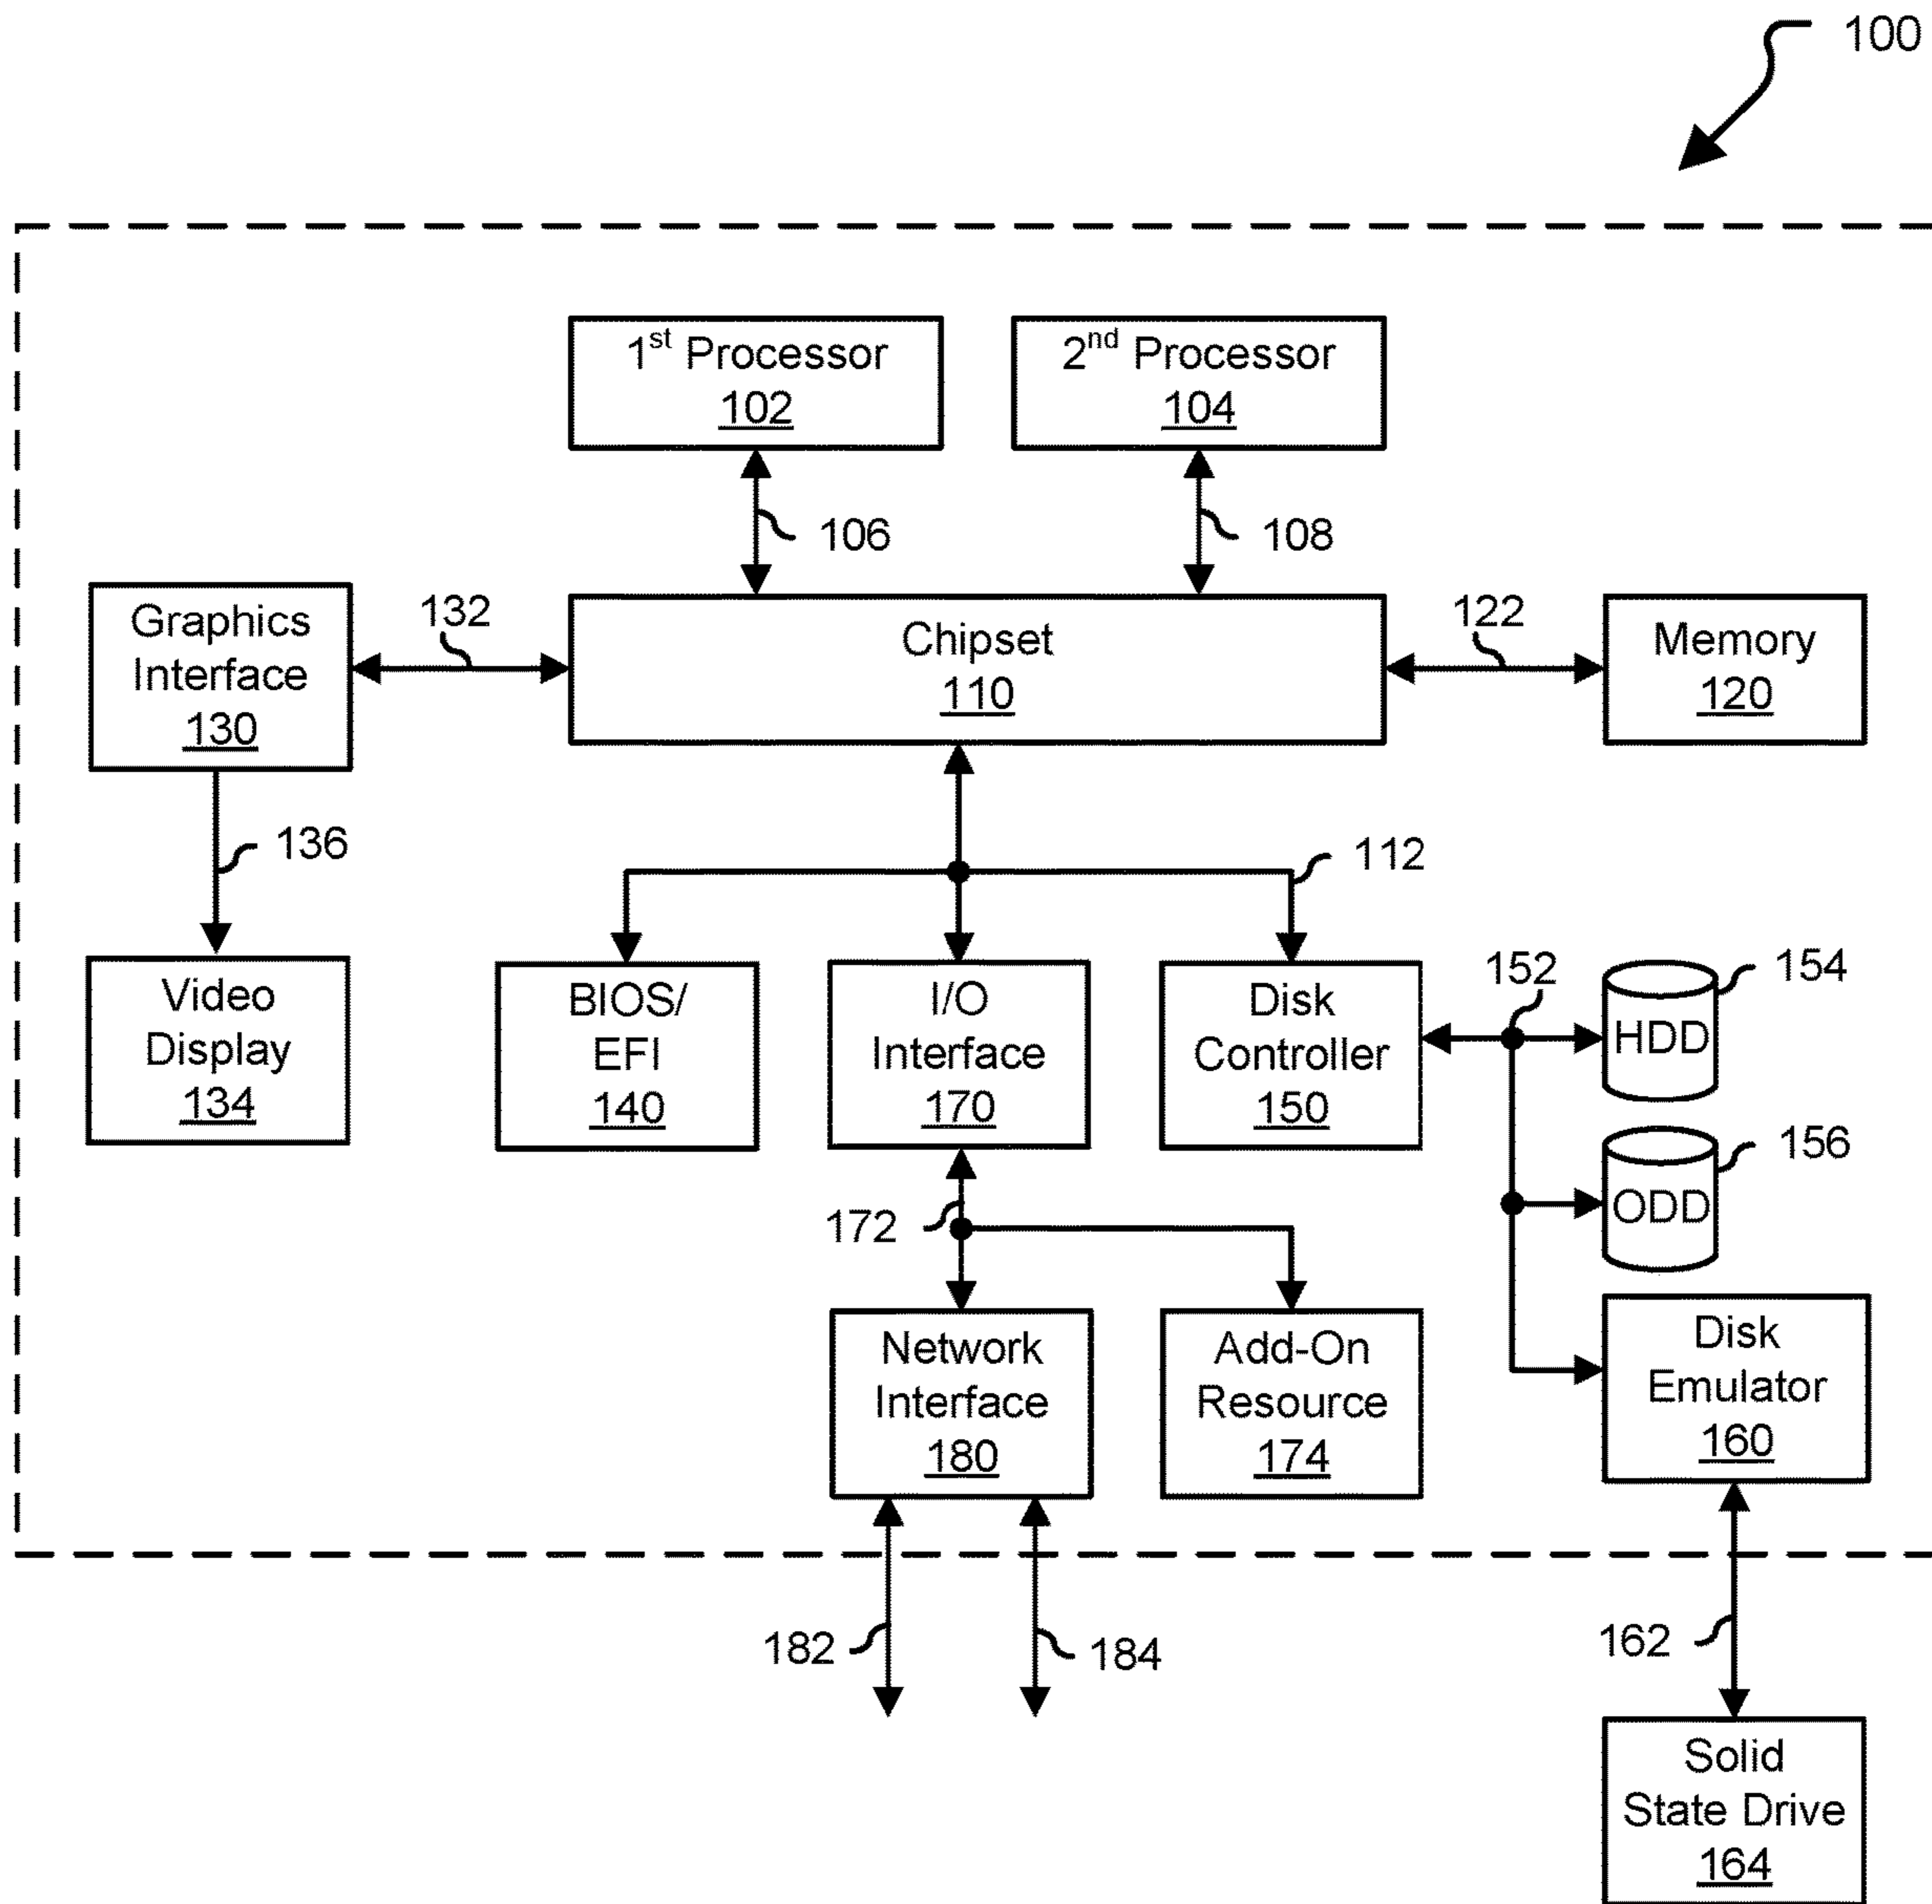 100
1st Processor
102
2nd Processor
104
106
108
Graphics
Interface
130
132
Chipset
110
122
Memory
120
136
112
Video
Display
134
BIOS/
EFI
140
I/O
Interface
170
Disk
Controller
150
152
154
HDD
156
ODD
172
Network
Interface
180
Add-On
Resource
174
Disk
Emulator
160
182
184
162
Solid
State Drive
164